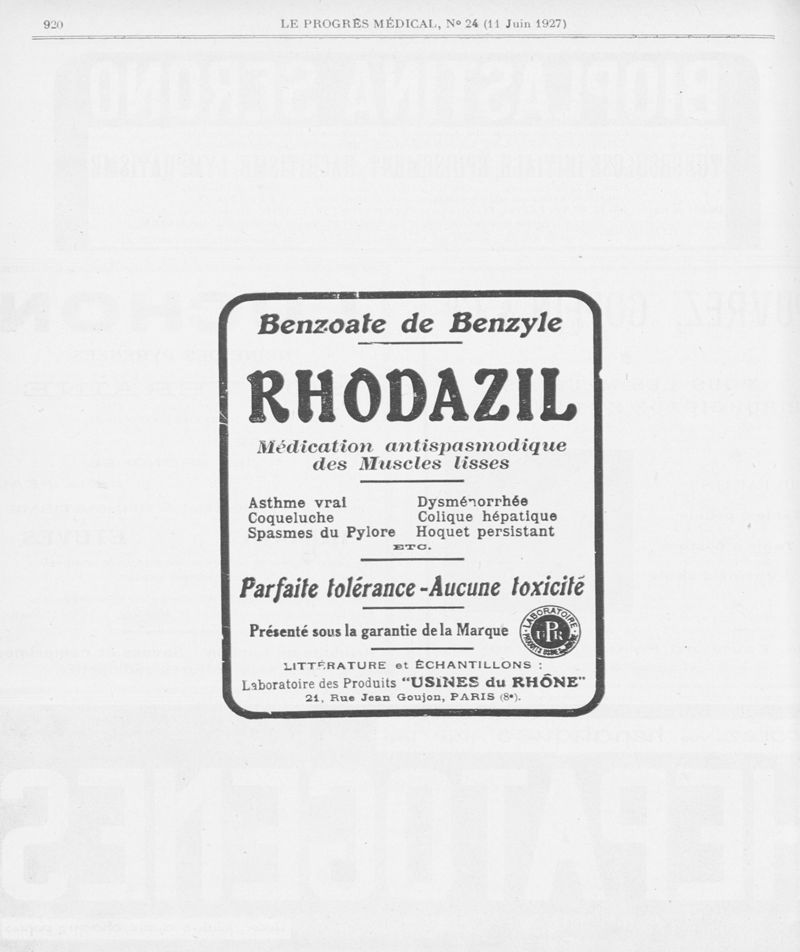 920
LE PROGRÈS MÉDICAL, Nº 24 (11 Juin 1927)
Benzoate de Benzyle
RHODAZIL
Médication antispasmodique
des Muscles lisses
Asthme vrai Dysménorrhée
Coqueluche Colique hépatique
Spasmes du Pylore Hoquet persistant
ETC.
Parfaite tolérance - Aucune toxicité
Présenté sous la garantie de la Marque
LABORATOIRE
UPR
LITTÉRATURE et ÉCHANTILLONS :
Laboratoire des Produits "USINES du RHÔNE"
21, Rue Jean Goujon, PARIS (8e).